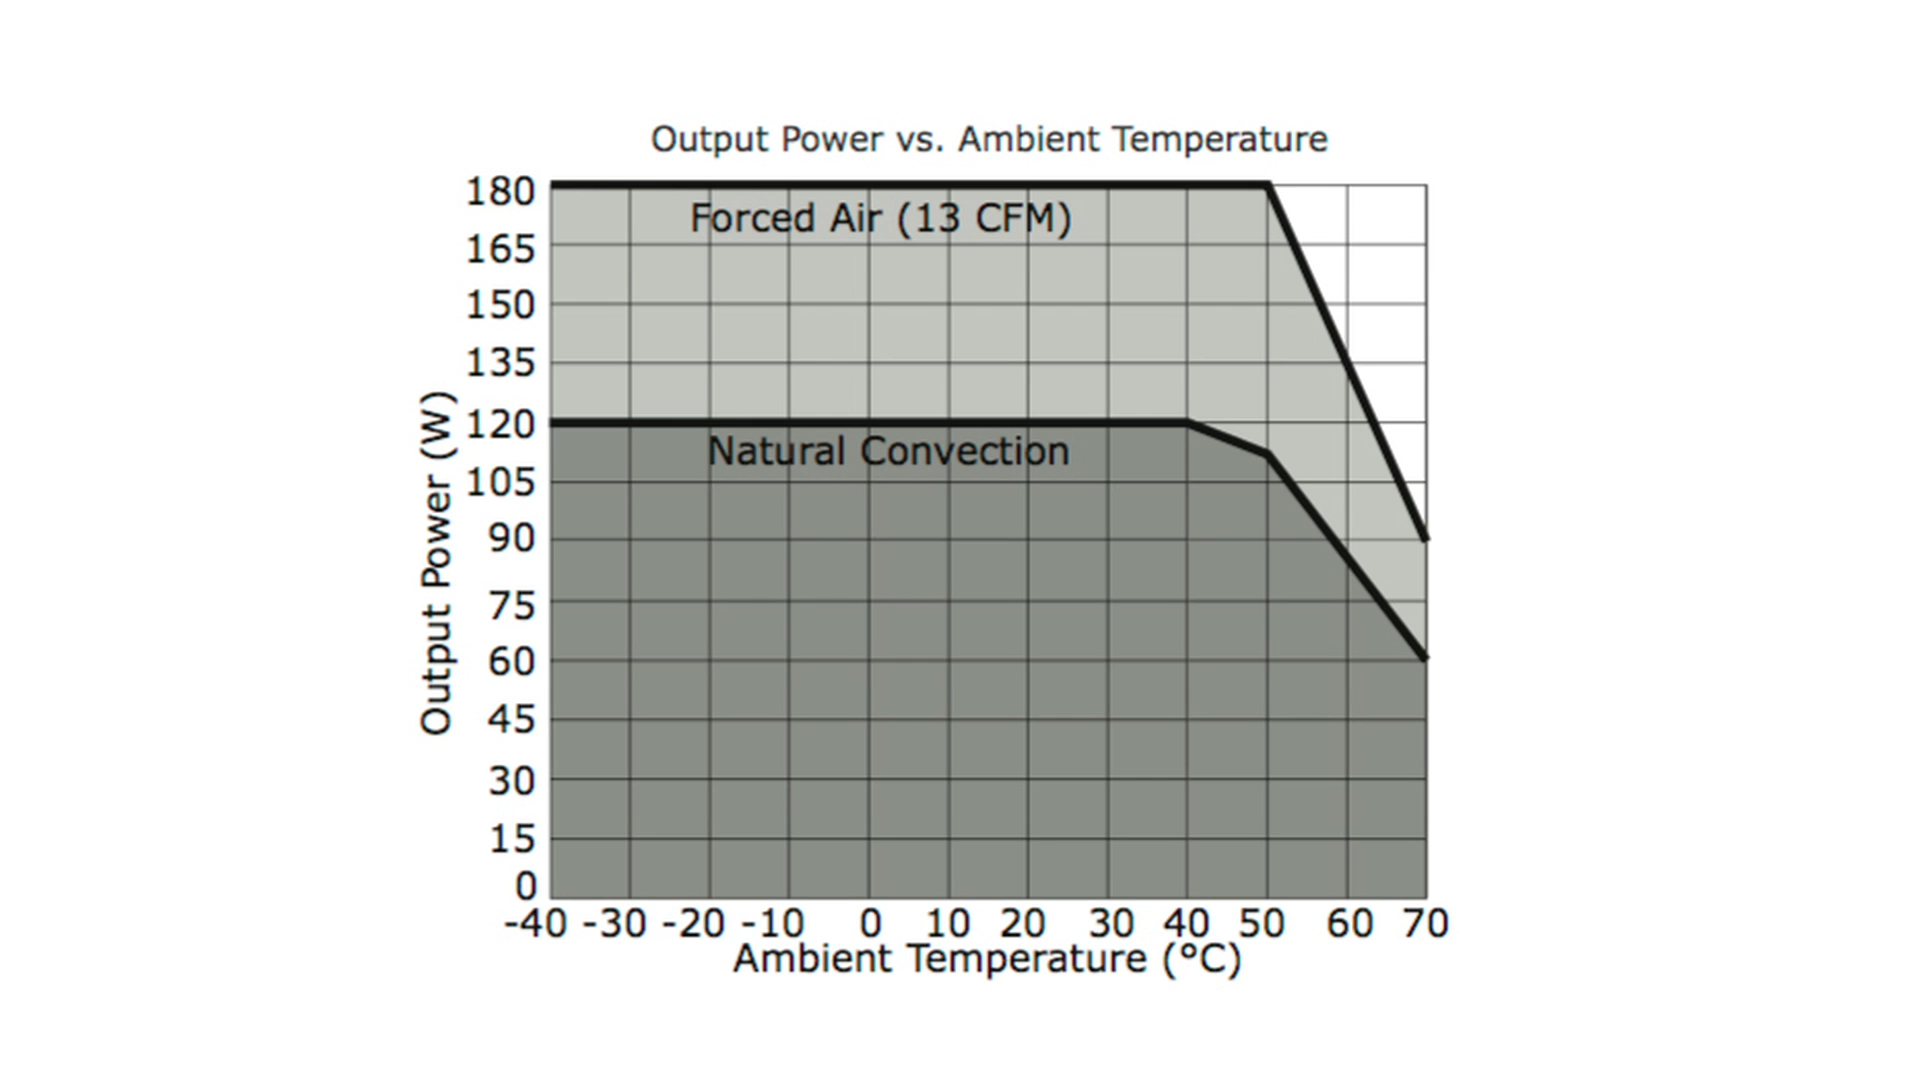 Output Power vs. Ambient Temperature
180
Forced Air (13 CFM)
165
150
135
120
Natural Convection
105
90
75
60
45
30
15
0
Output Power (W)
-40 -30 -20 -10 0 10 20 30 40 50 60 70
Ambient Temperature (°C)